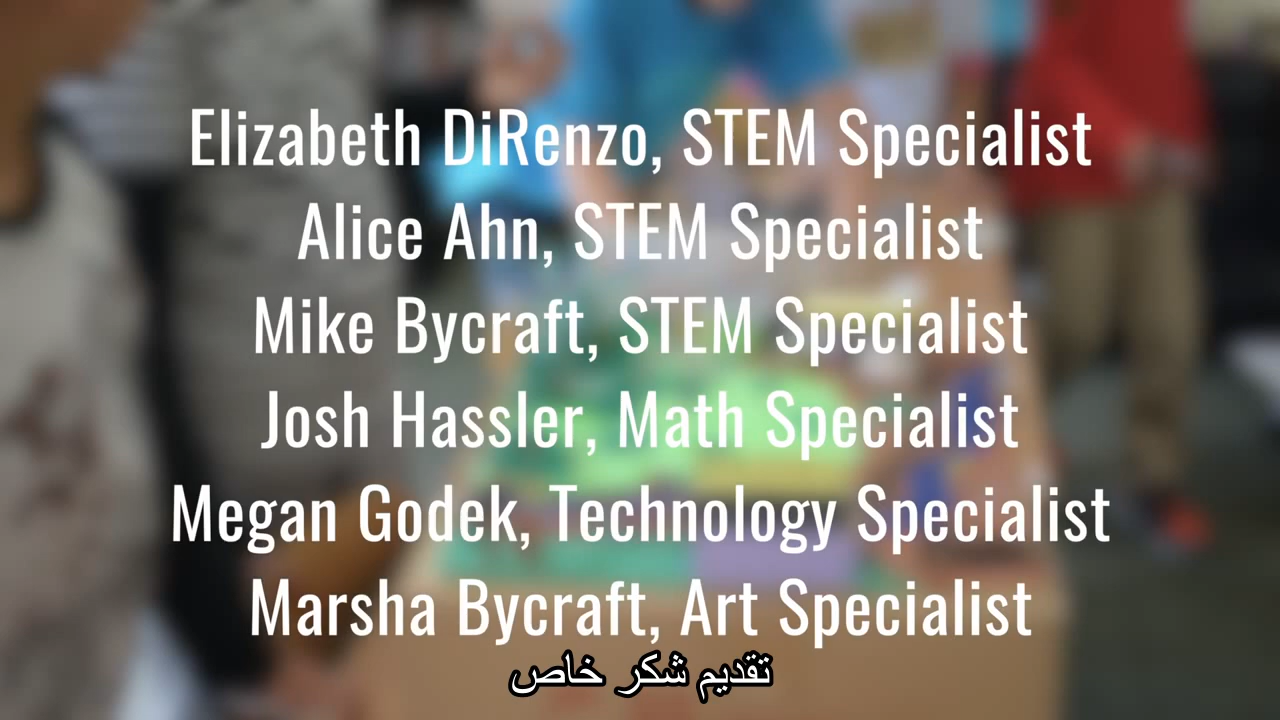 Elizabeth DiRenzo, STEM Specialist
Alice Ahn, STEM Specialist
Mike Bycraft, STEM Specialist
Josh Hassler, Math Specialist
Megan Godek, Technology Specialist
Marsha Bycraft, Art Specialist
تقديم شكر خاص